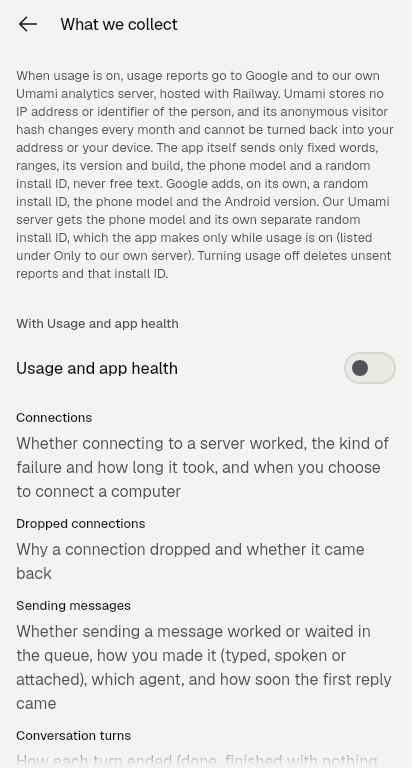 What we collect
When usage is on, usage reports go to Google and to our own
Umami analytics server, hosted with Railway. Umami stores no
IP address or identifier of the person, and its anonymous visitor
hash changes every month and cannot be turned back into your
address or your device. The app itself sends only fixed words,
ranges, its version and build, the phone model and a random
install ID, never free text. Google adds, on its own, a random
install ID, the phone model and the Android version. Our Umami
server gets the phone model and its own separate random
install ID, which the app makes only while usage is on (listed
under Only to our own server). Turning usage off deletes unsent
reports and that install ID.
With Usage and app health
Usage and app health
Connections
Whether connecting to a server worked, the kind of
failure and how long it took, and when you choose
to connect a computer
Dropped connections
Why a connection dropped and whether it came
back
Sending messages
Whether sending a message worked or waited in
the queue, how you made it (typed, spoken or
attached), which agent, and how soon the first reply
came
Conversation turns
How each turn ended (done, finished with nothing